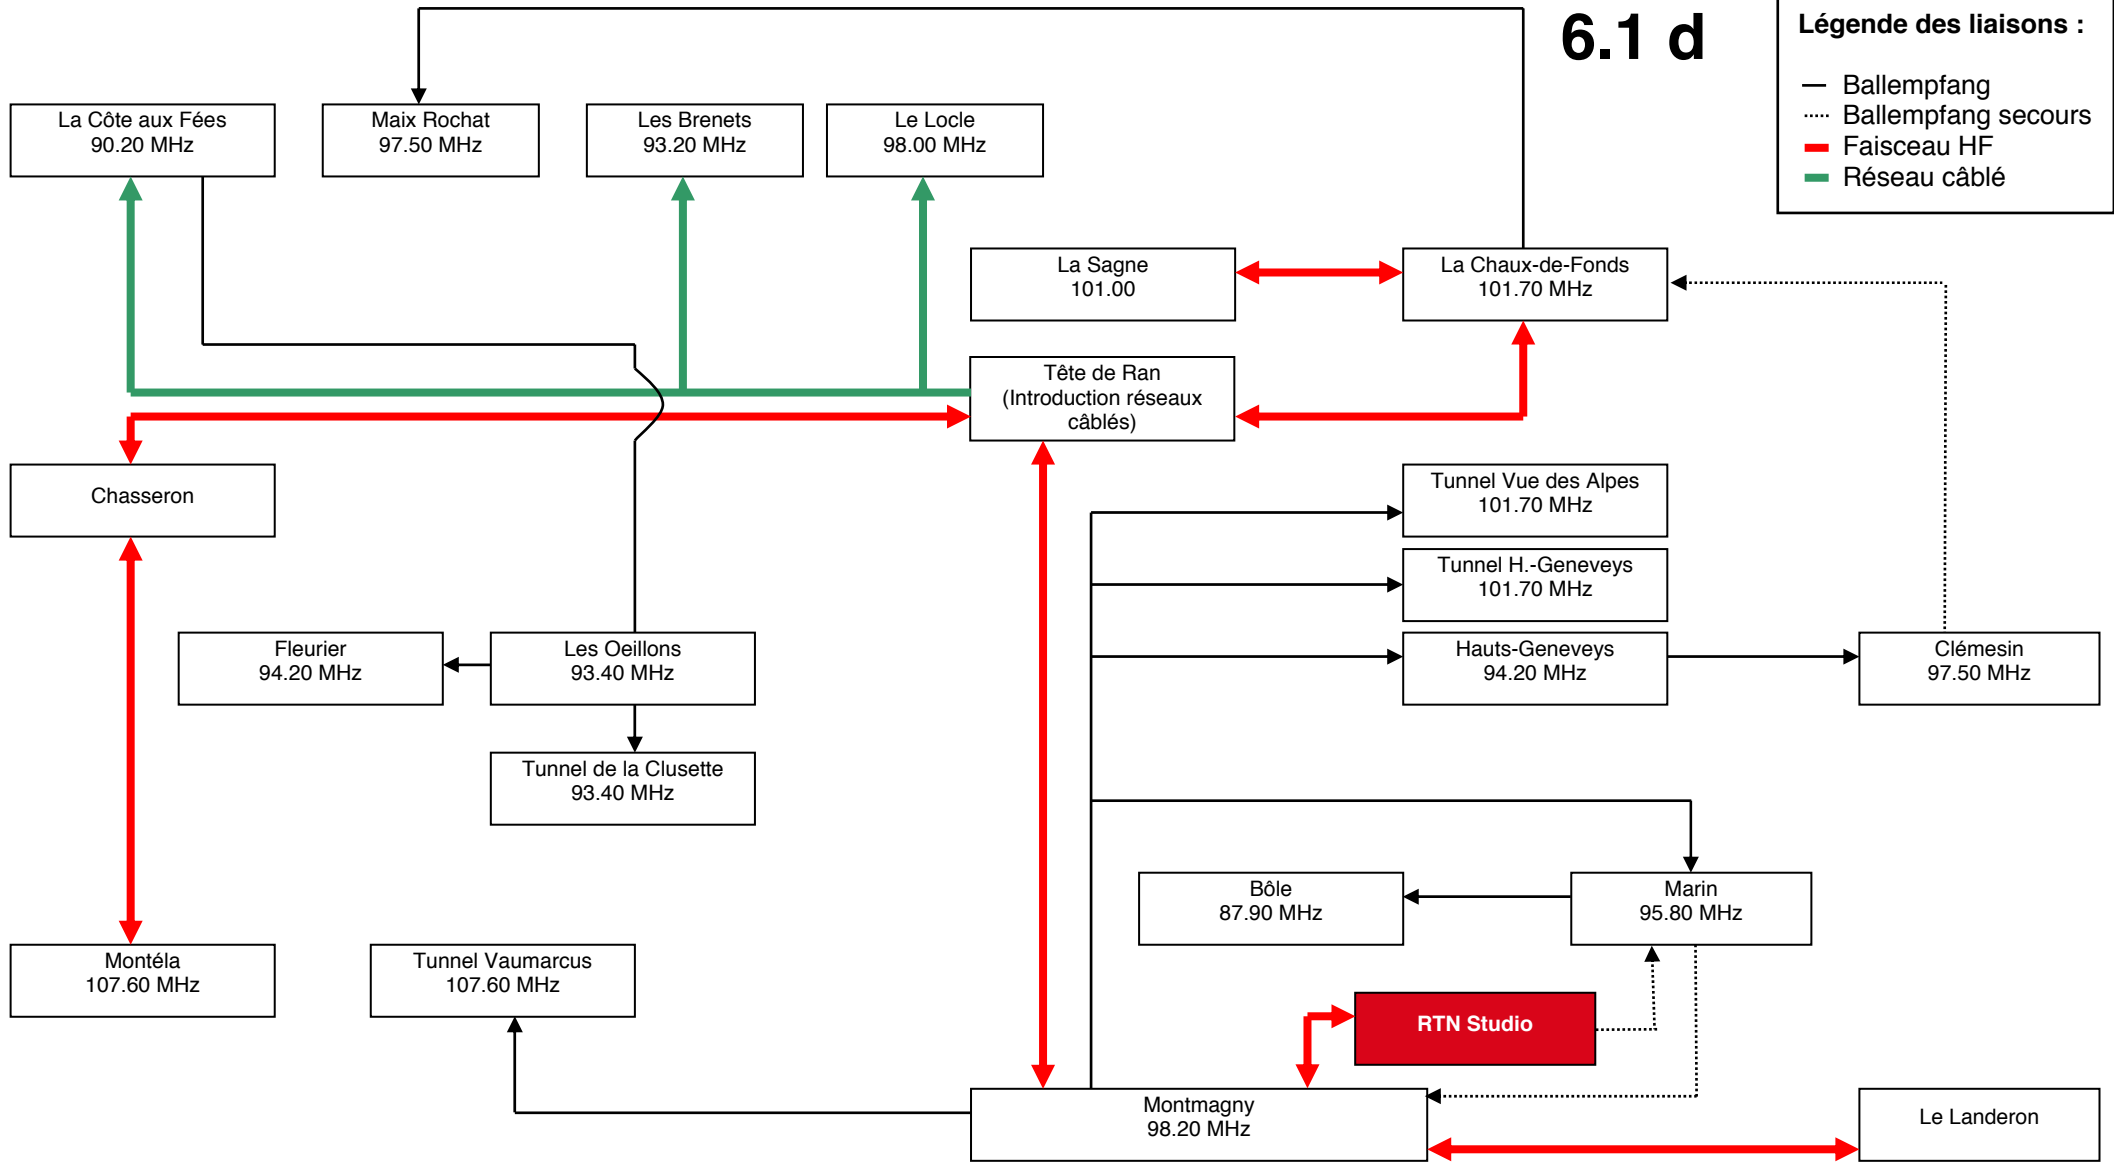 6.1 d
Légende des liaisons :
Ballempfang
Ballempfang secours
Faisceau HF
Réseau câblé
La Côte aux Fées
90.20 MHz
Maix Rochat
97.50 MHz
Les Brenets
93.20 MHz
Le Locle
98.00 MHz
La Sagne
101.00
La Chaux-de-Fonds
101.70 MHz
Tête de Ran
(Introduction réseaux
câblés)
Chasseron
Tunnel Vue des Alpes
101.70 MHz
Tunnel H.-Geneveys
101.70 MHz
Fleurier
94.20 MHz
Les Oeillons
93.40 MHz
Hauts-Geneveys
94.20 MHz
Clémesin
97.50 MHz
Tunnel de la Clusette
93.40 MHz
Bôle
87.90 MHz
Marin
95.80 MHz
Montéla
107.60 MHz
Tunnel Vaumarcus
107.60 MHz
RTN Studio
Montmagny
98.20 MHz
Le Landeron